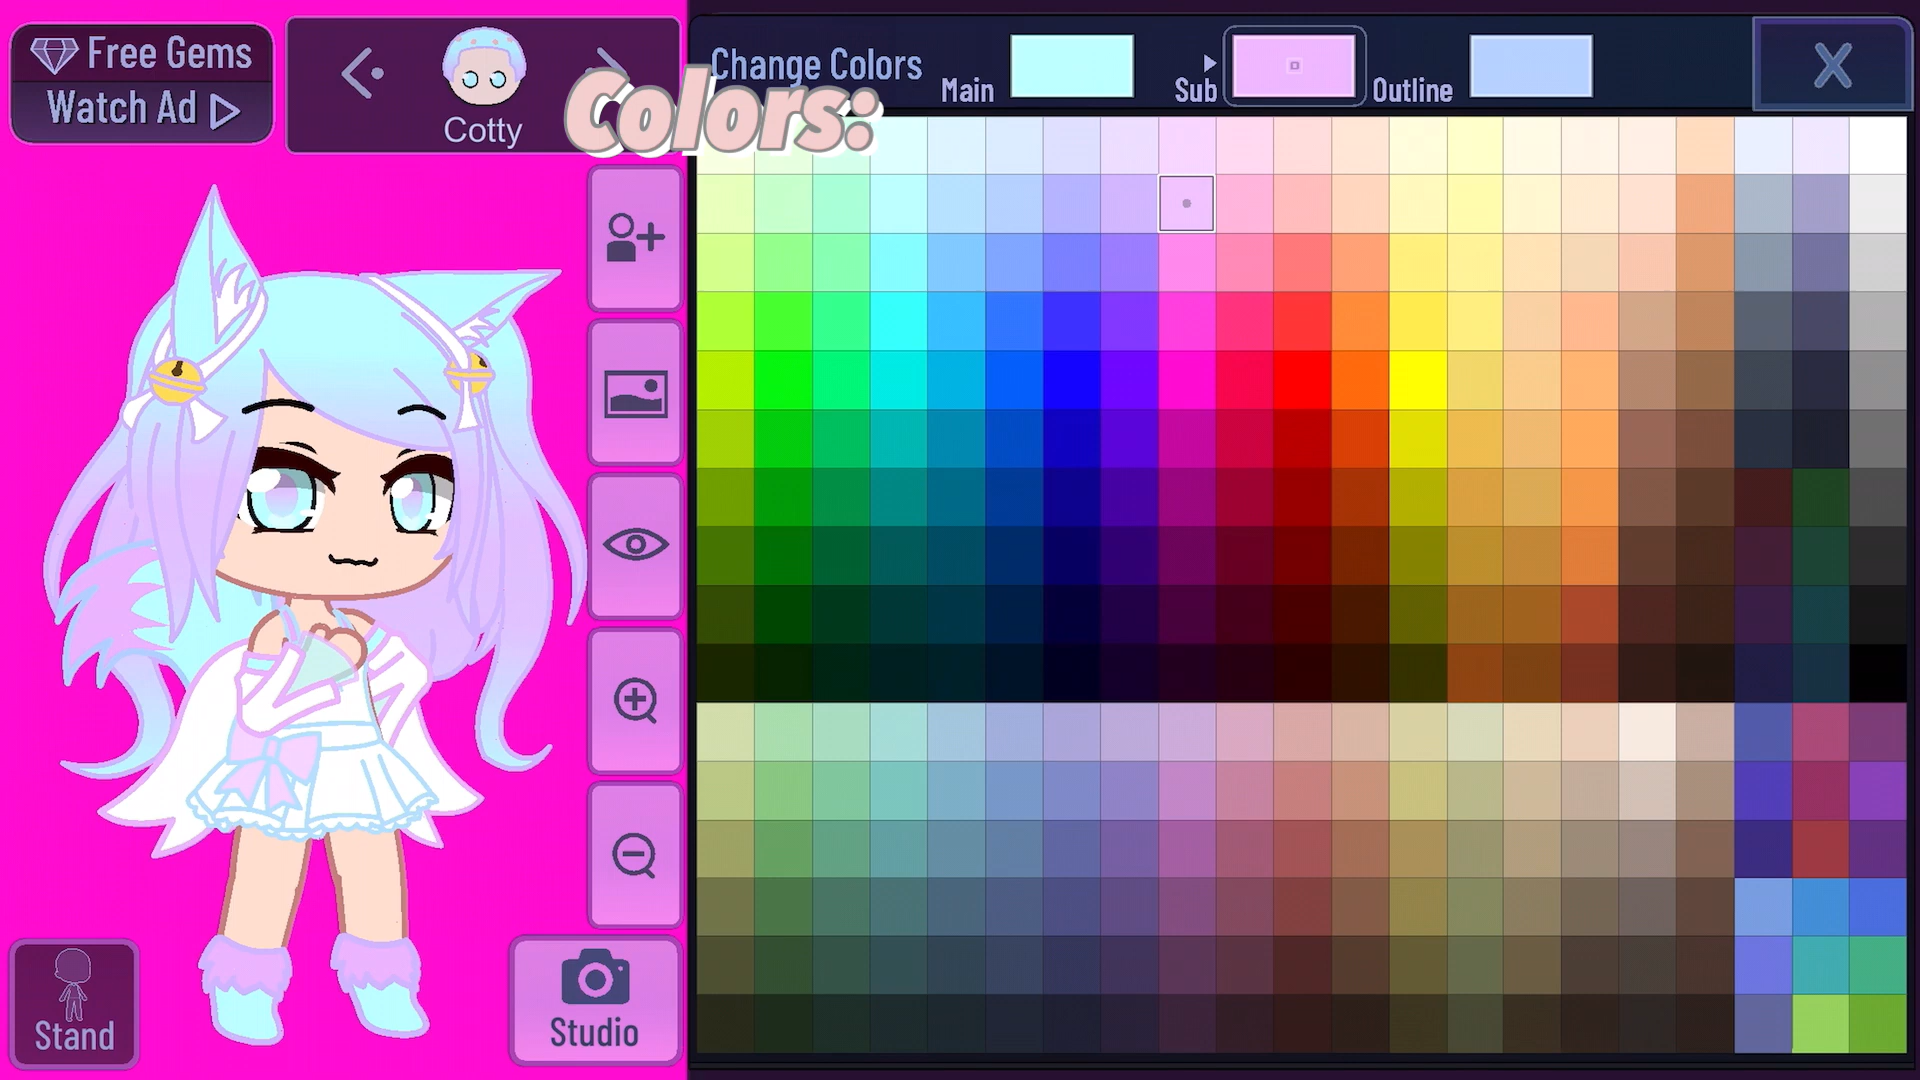 Free Gems
Watch Ad
Cotty
Colors:
Change Colors
Main
Sub
Outline
X
Stand
Studio